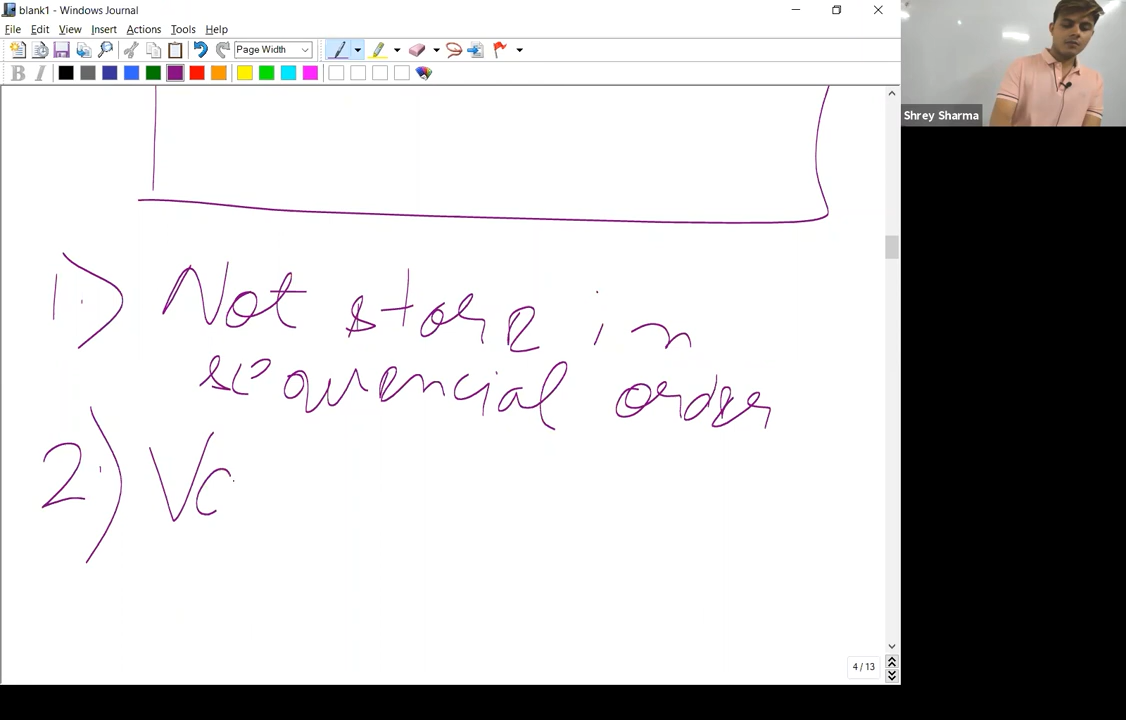 blank1 - Windows Journal
File Edit View Insert Actions Tools Help
Page Width
B I
Shrey Sharma
1.) Not store in
sequencial order
2)
4 / 13